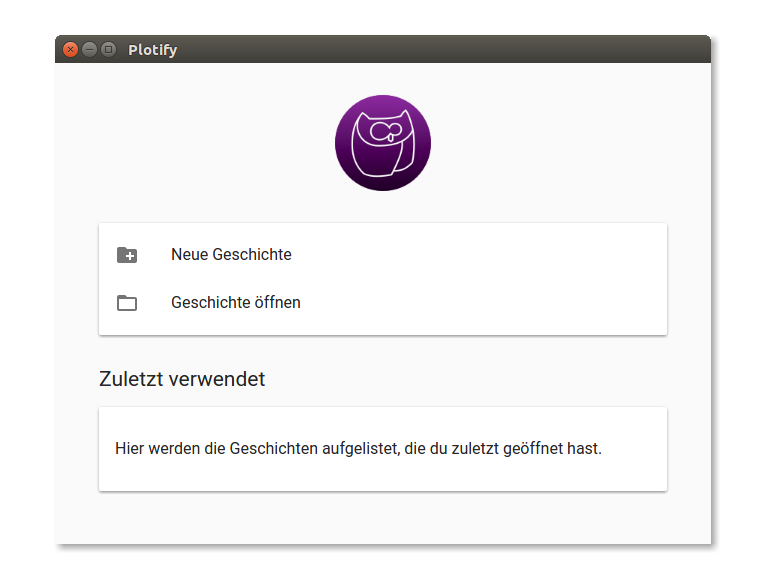 Plotify
Neue Geschichte
Geschichte öffnen
Zuletzt verwendet
Hier werden die Geschichten aufgelistet, die du zuletzt geöffnet hast.